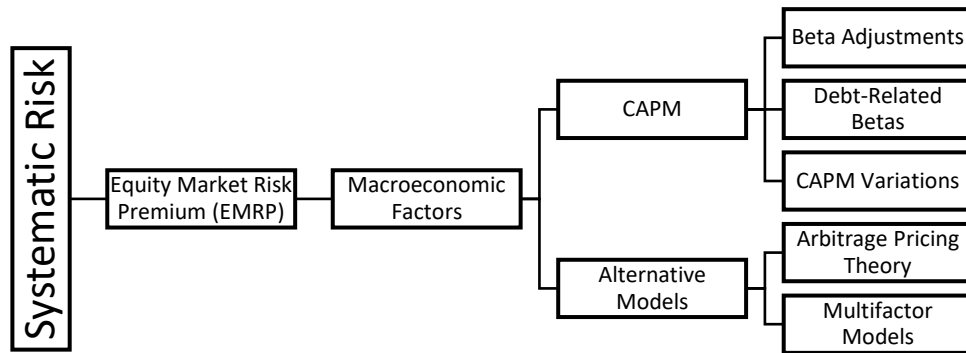 Systematic Risk
Equity Market Risk
Premium (EMRP)
Macroeconomic
Factors
CAPM
Beta Adjustments
Debt-Related
Betas
CAPM Variations
Alternative
Models
Arbitrage Pricing
Theory
Multifactor
Models